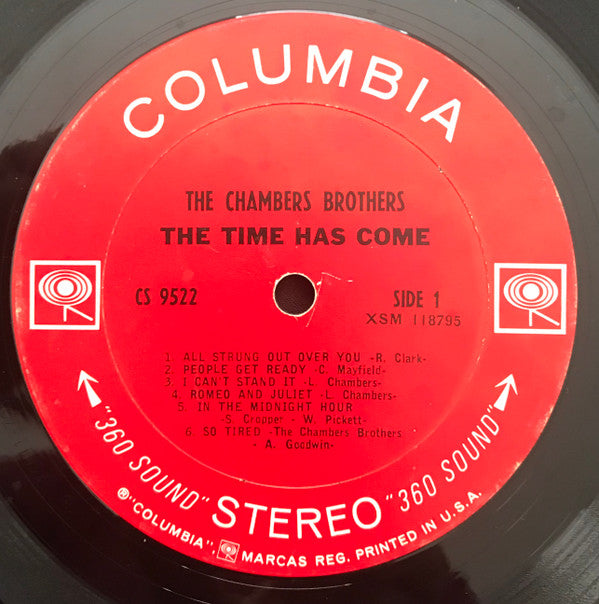 COLUMBIA
THE CHAMBERS BROTHERS
THE TIME HAS COME
CS 9522
SIDE 1
XSM 118795
1. ALL STRUNG OUT OVER YOU -R. Clark-
2. PEOPLE GET READY -C. Mayfield-
3. I CAN'T STAND IT -L. Chambers-
4. ROMEO AND JULIET -L. Chambers-
5. IN THE MIDNIGHT HOUR
-S. Cropper - W. Pickett-
6. SO TIRED -The Chambers Brothers
- A. Goodwin-
"360 SOUND" STEREO "360 SOUND"
®"COLUMBIA", MARCAS REG. PRINTED IN U.S.A.